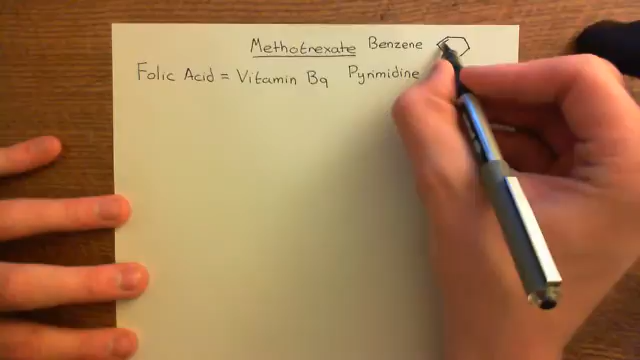 Methotrexate Benzene
Folic Acid = Vitamin B9 Pyrimidine